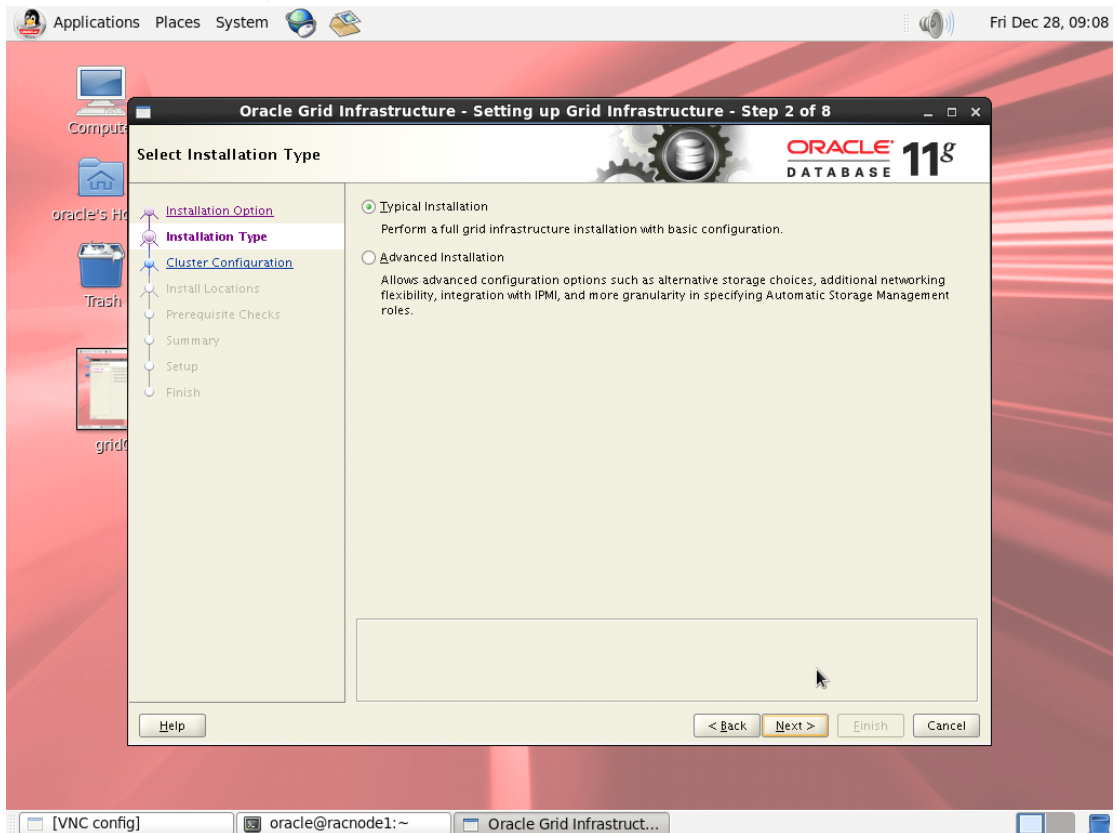 Applications Places System
Fri Dec 28, 09:08
Oracle Grid Infrastructure - Setting up Grid Infrastructure - Step 2 of 8
Select Installation Type
ORACLE
DATABASE
11g
Comput
oracle's Ho
Trash
grid
Installation Option
Installation Type
Cluster Configuration
Install Locations
Prerequisite Checks
Summary
Setup
Finish
Typical Installation
Perform a full grid infrastructure installation with basic configuration.
Advanced Installation
Allows advanced configuration options such as alternative storage choices, additional networking
flexibility, integration with IPMI, and more granularity in specifying Automatic Storage Management
roles.
Help
< Back
Next >
Finish
Cancel
[VNC config]
oracle@racnode1:~
Oracle Grid Infrastruct...